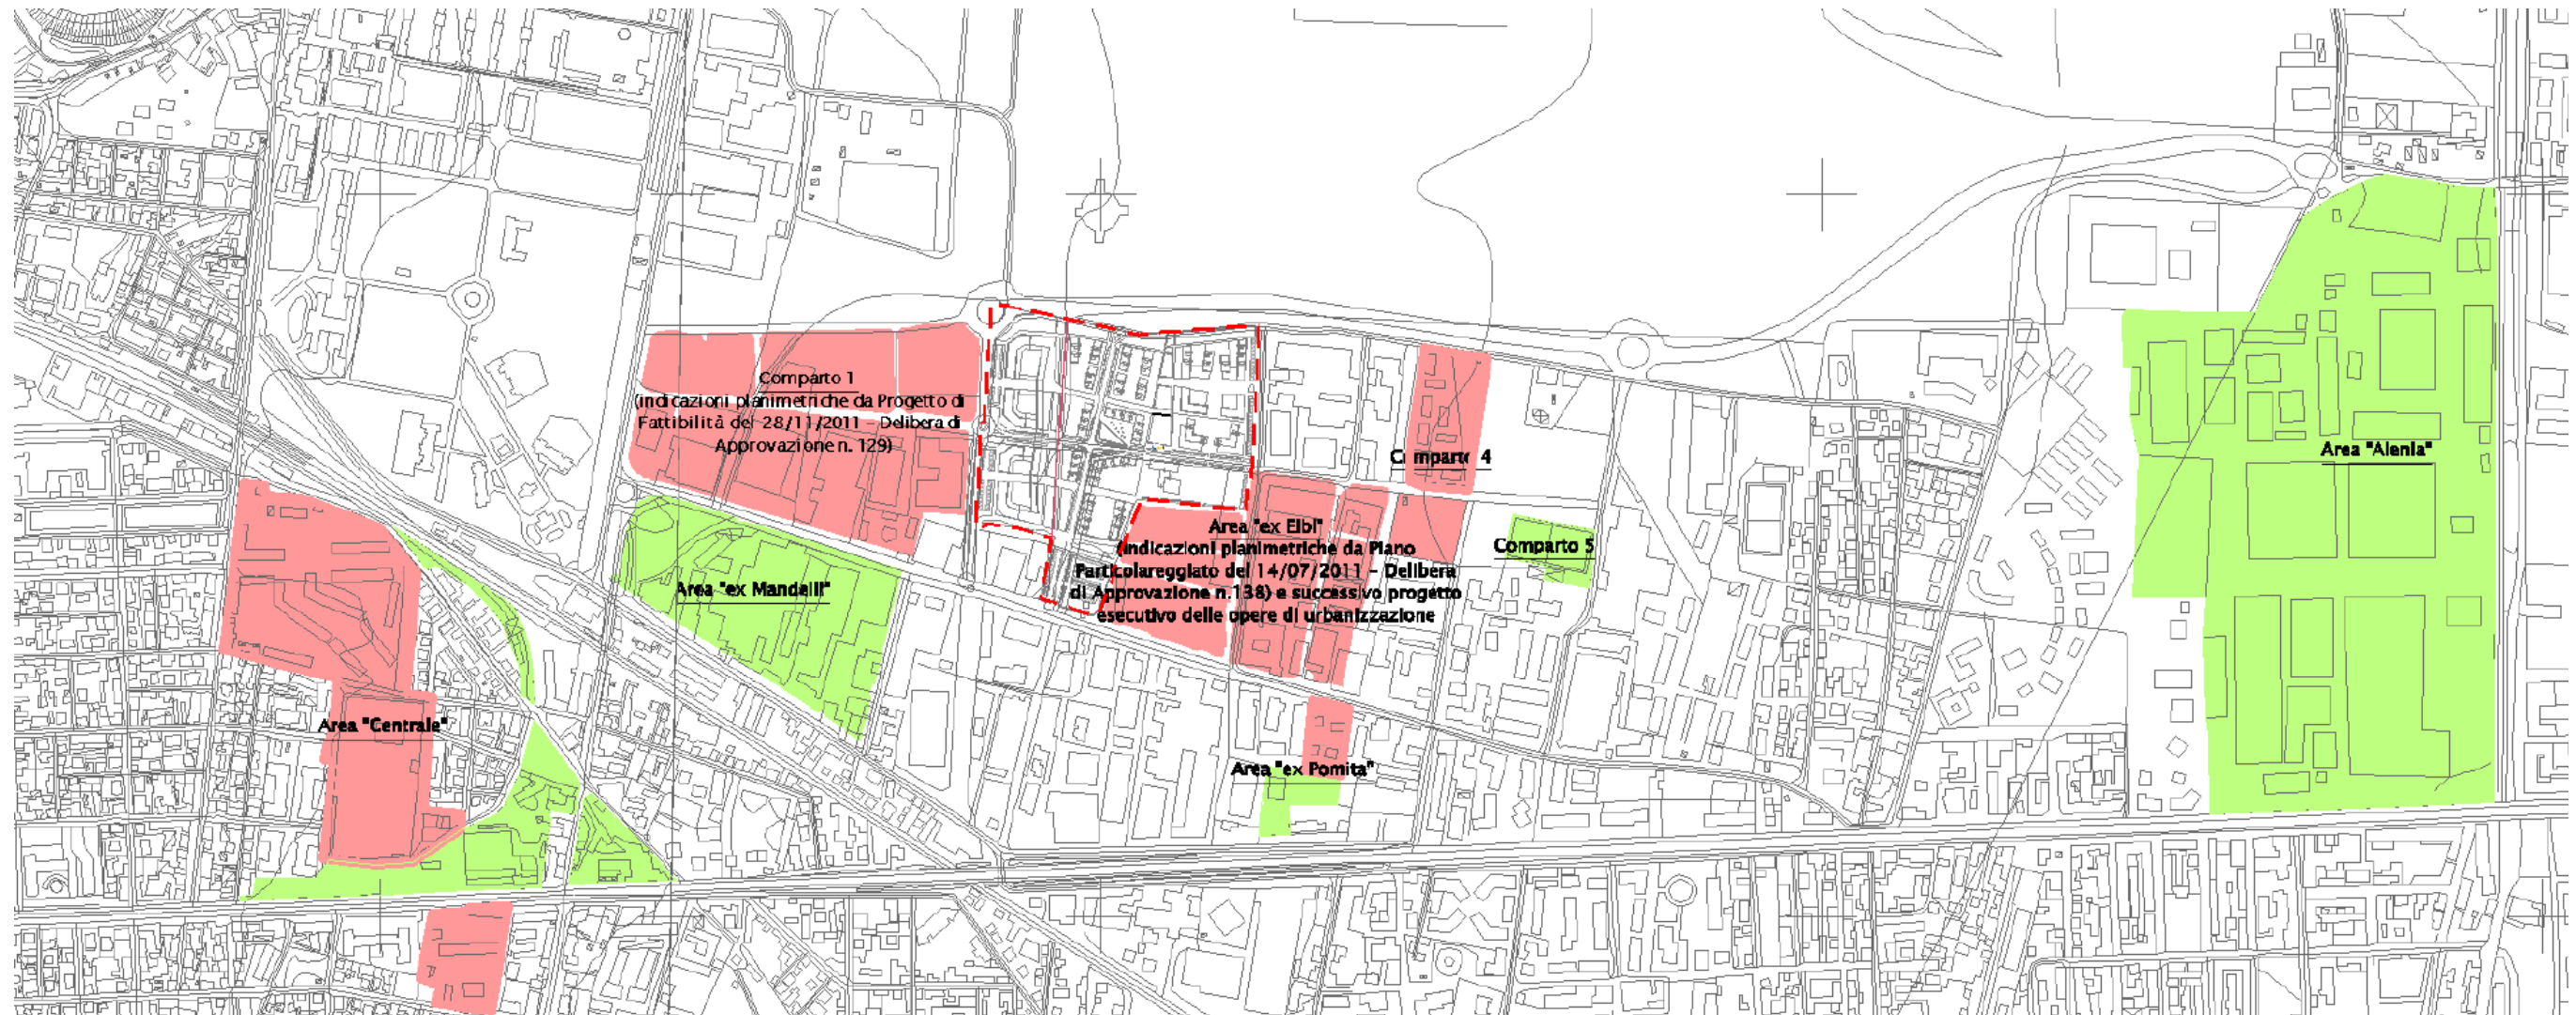 Comparto 1
(indicazioni planimetriche da Progetto di
Fattibilità del 28/11/2011 - Delibera di
Approvazione n. 129)
Comparto 4
Area "Alenia"
Area "ex Elbi"
(indicazioni planimetriche da Piano
Particolareggiato del 14/07/2011 - Delibera
di Approvazione n.138) e successivo progetto
esecutivo delle opere di urbanizzazione
Comparto 5
Area "ex Mandelli"
Area "Centrale"
Area "ex Pomita"